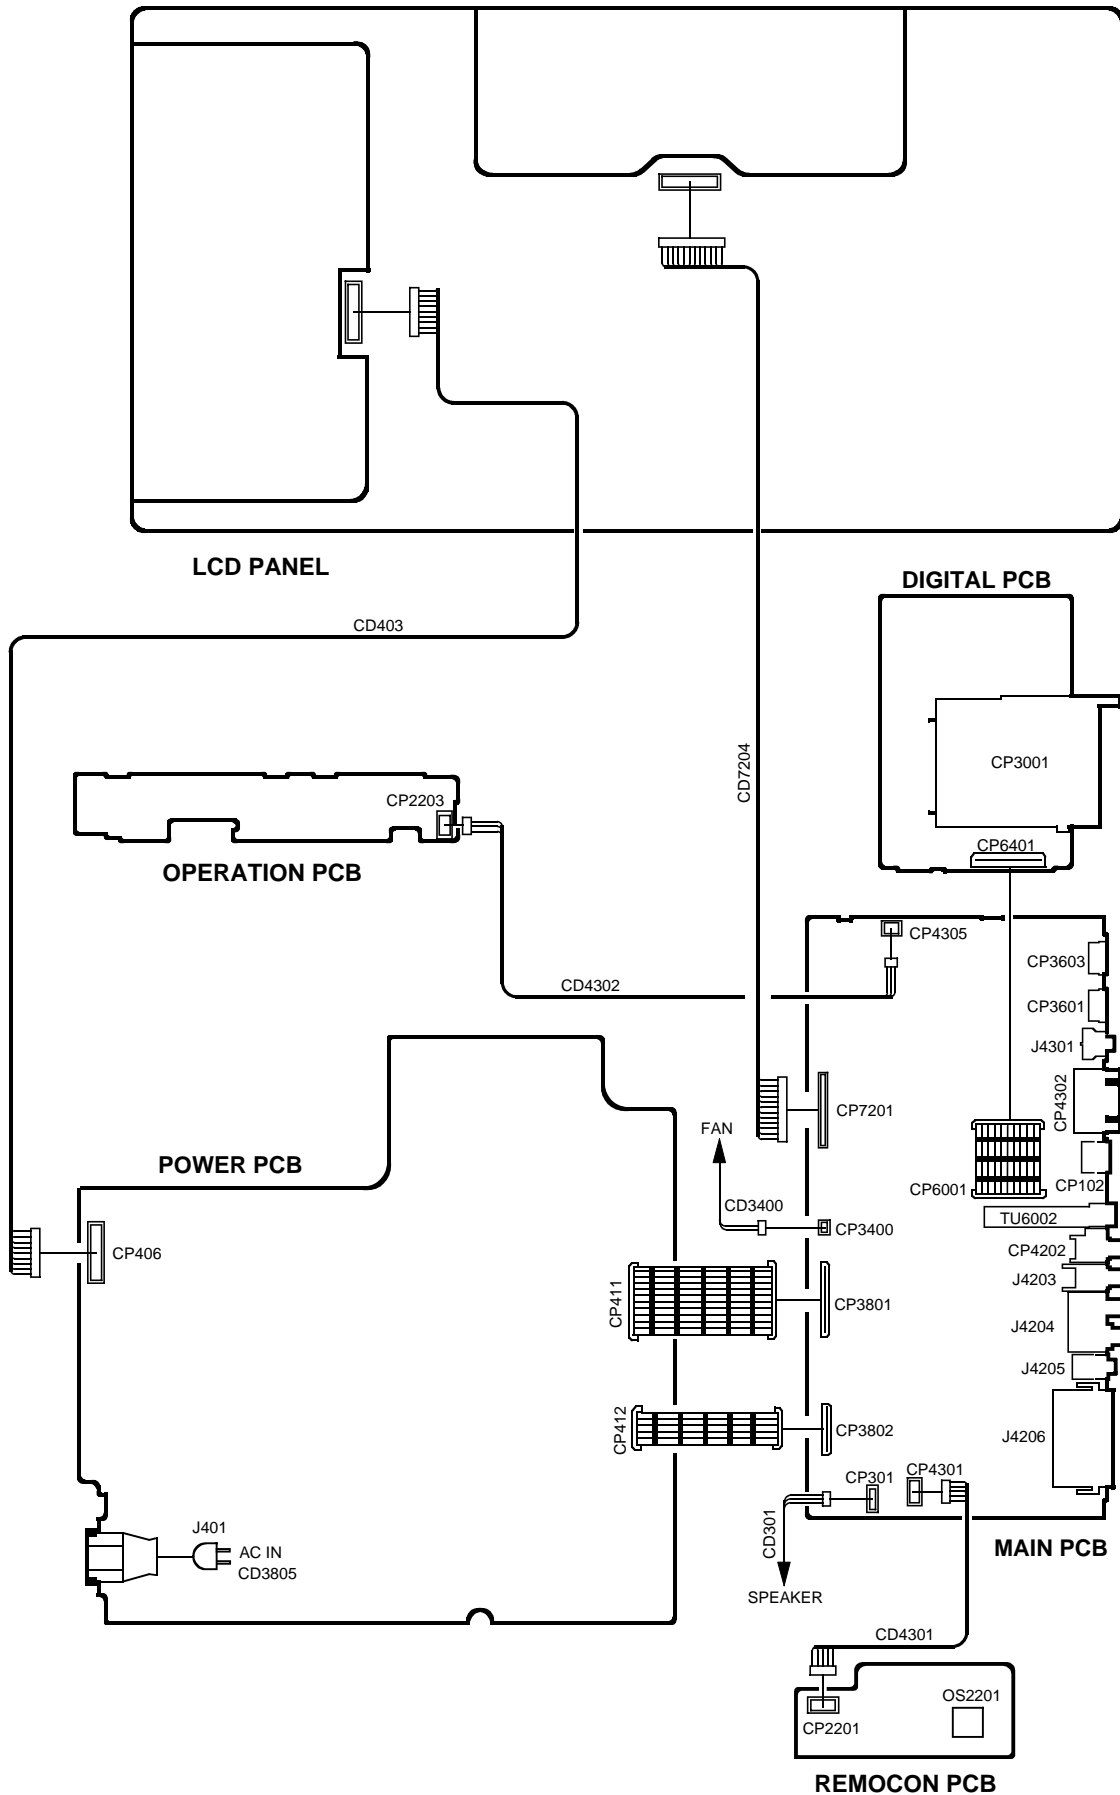 LCD PANEL
DIGITAL PCB
CD403
CD7204
CP3001
CP2203
CP6401
OPERATION PCB
CP4305
CP3603
CD4302
CP3601
J4301
CP4302
CP7201
FAN
POWER PCB
CP102
CP6001
CD3400
TU6002
CP3400
CP4202
CP406
J4203
CP411
CP3801
J4204
J4205
CP412
CP3802
J4206
CP301
CP4301
J401
CD301
AC IN
CD3805
MAIN PCB
SPEAKER
CD4301
OS2201
CP2201
REMOCON PCB